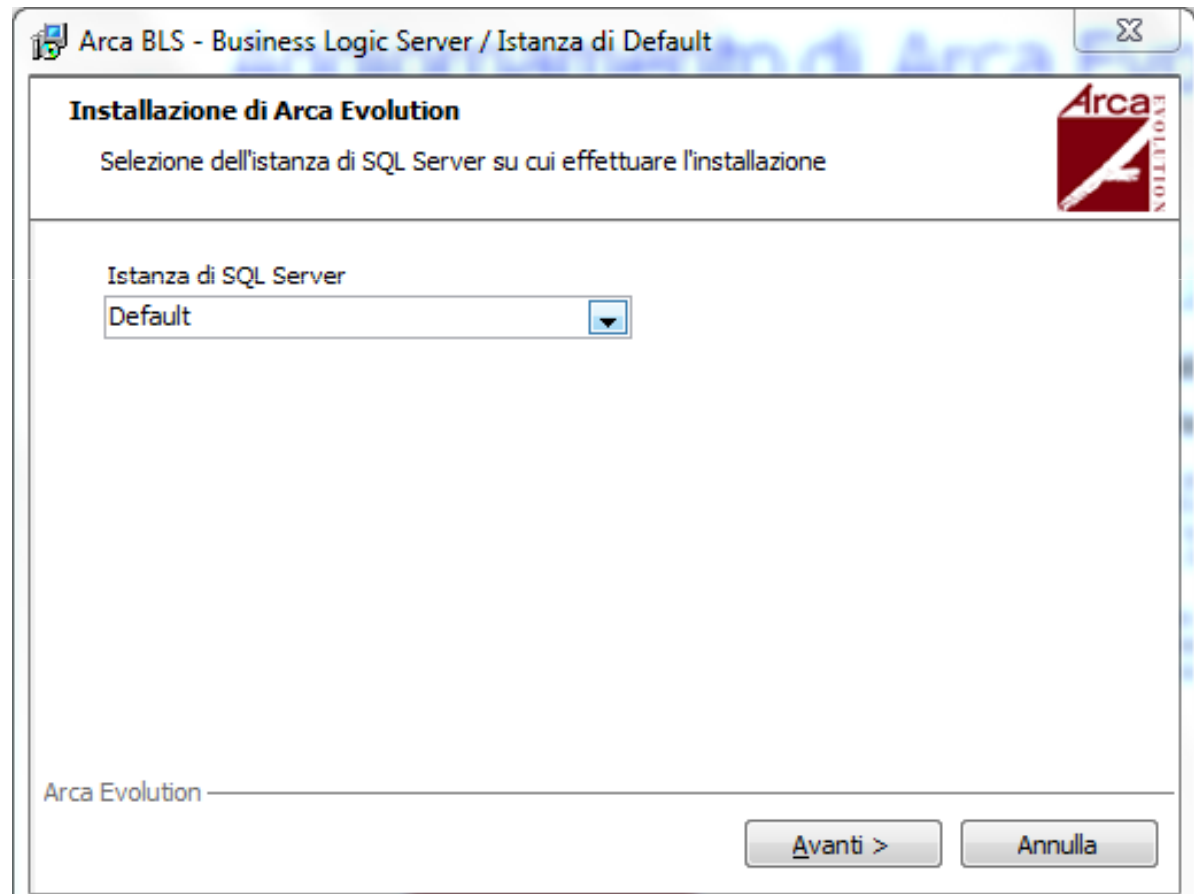 Arca BLS - Business Logic Server / Istanza di Default
Installazione di Arca Evolution
Selezione dell'istanza di SQL Server su cui effettuare l'installazione
Arca
EVOLUTION
Istanza di SQL Server
Default
Arca Evolution
Avanti >
Annulla